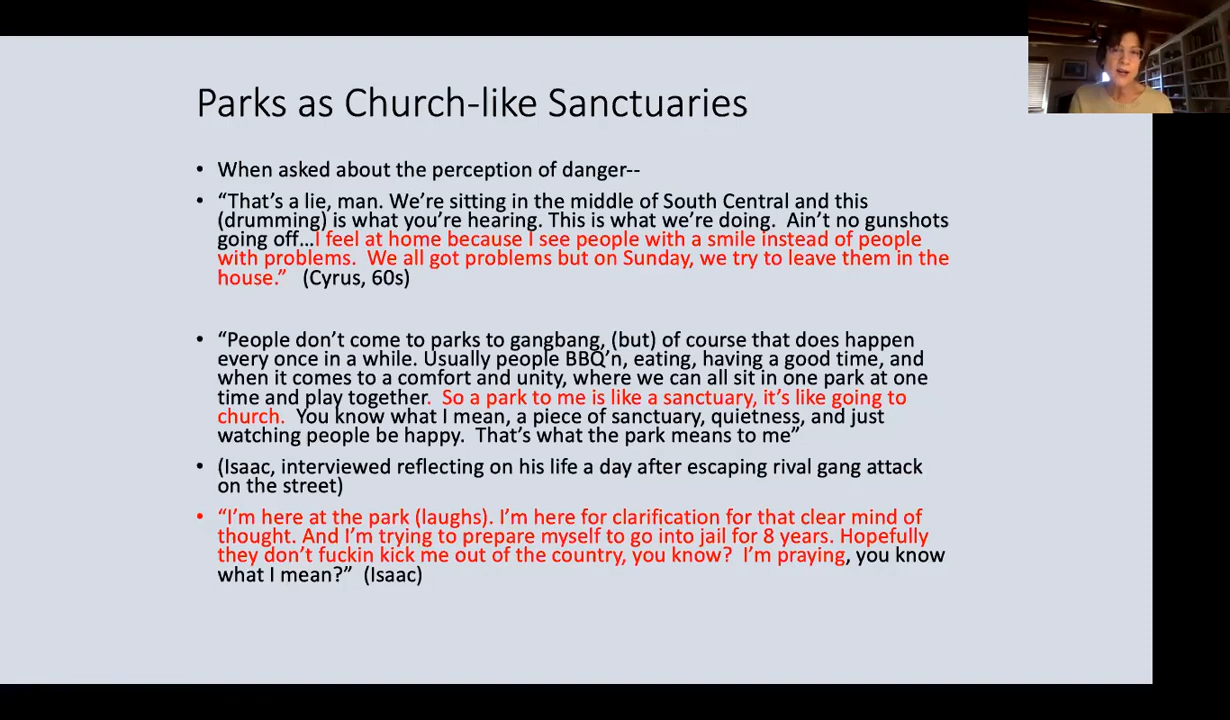 Parks as Church-like Sanctuaries
• When asked about the perception of danger--
• “That’s a lie, man. We’re sitting in the middle of South Central and this
(drumming) is what you’re hearing. This is what we’re doing.  Ain’t no gunshots
going off…I feel at home because I see people with a smile instead of people
with problems.  We all got problems but on Sunday, we try to leave them in the
house.”   (Cyrus, 60s)
• “People don’t come to parks to gangbang, (but) of course that does happen
every once in a while. Usually people BBQ’n, eating, having a good time, and
when it comes to a comfort and unity, where we can all sit in one park at one
time and play together.  So a park to me is like a sanctuary, it’s like going to
church.  You know what I mean, a piece of sanctuary, quietness, and just
watching people be happy.  That’s what the park means to me”
• (Isaac, interviewed reflecting on his life a day after escaping rival gang attack
on the street)
• “I’m here at the park (laughs). I’m here for clarification for that clear mind of
thought. And I’m trying to prepare myself to go into jail for 8 years. Hopefully
they don’t fuckin kick me out of the country, you know?  I’m praying, you know
what I mean?”  (Isaac)